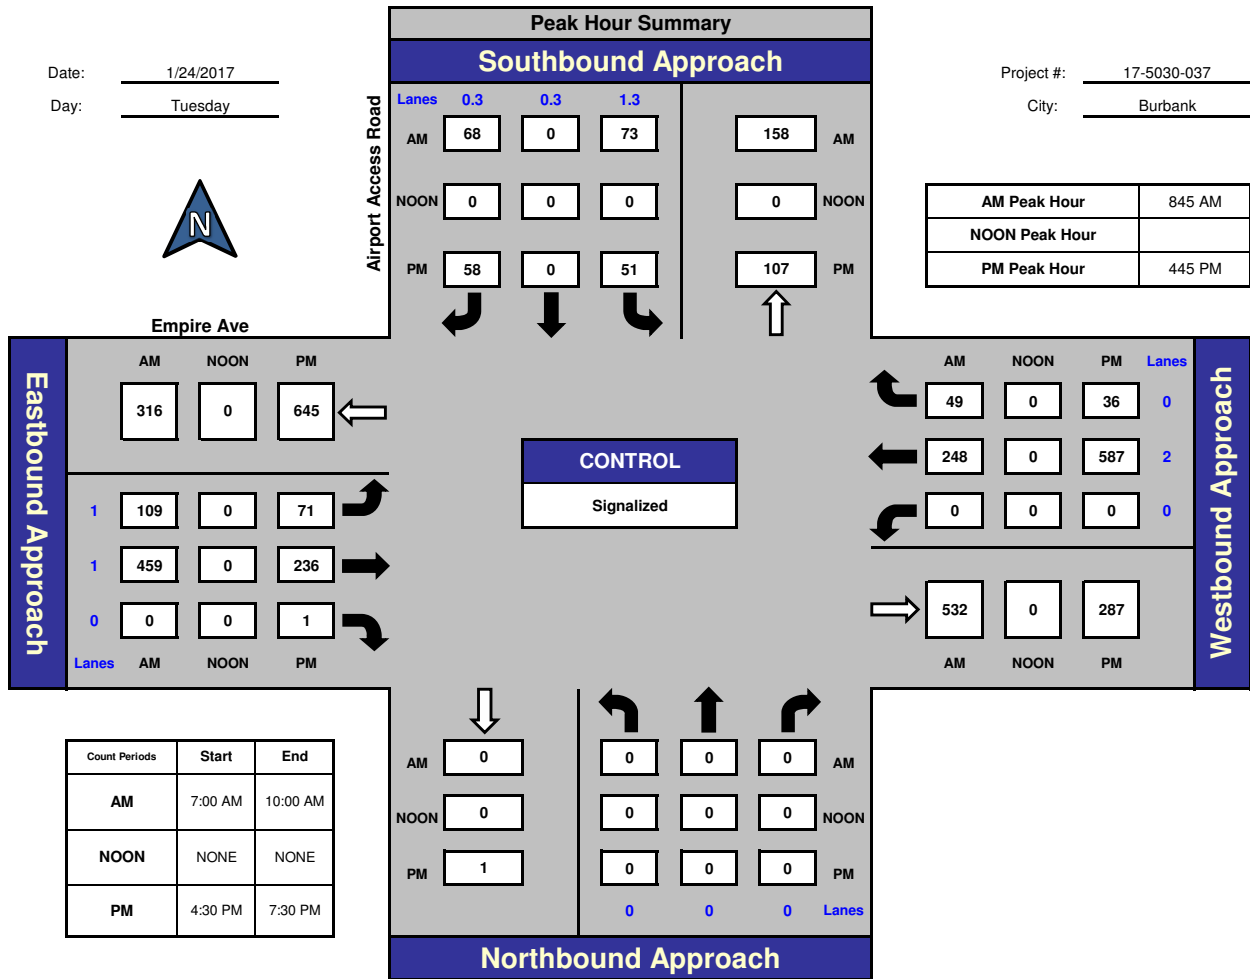 Peak Hour Summary
Southbound Approach
Date: 1/24/2017
Day: Tuesday
Project #: 17-5030-037
City: Burbank
N
Airport Access Road
Lanes 0.3 0.3 1.3
AM 68 0 73 158 AM
NOON 0 0 0 0 NOON
PM 58 0 51 107 PM
AM Peak Hour 845 AM
NOON Peak Hour
PM Peak Hour 445 PM
Empire Ave
Eastbound Approach
AM NOON PM
316 0 645
1 109 0 71
1 459 0 236
0 0 0 1
Lanes AM NOON PM
CONTROL
Signalized
Westbound Approach
AM NOON PM Lanes
49 0 36 0
248 0 587 2
0 0 0 0
532 0 287
AM NOON PM
Count Periods Start End
AM 7:00 AM 10:00 AM
NOON NONE NONE
PM 4:30 PM 7:30 PM
AM 0 0 0 0 AM
NOON 0 0 0 0 NOON
PM 1 0 0 0 PM
0 0 0 Lanes
Northbound Approach